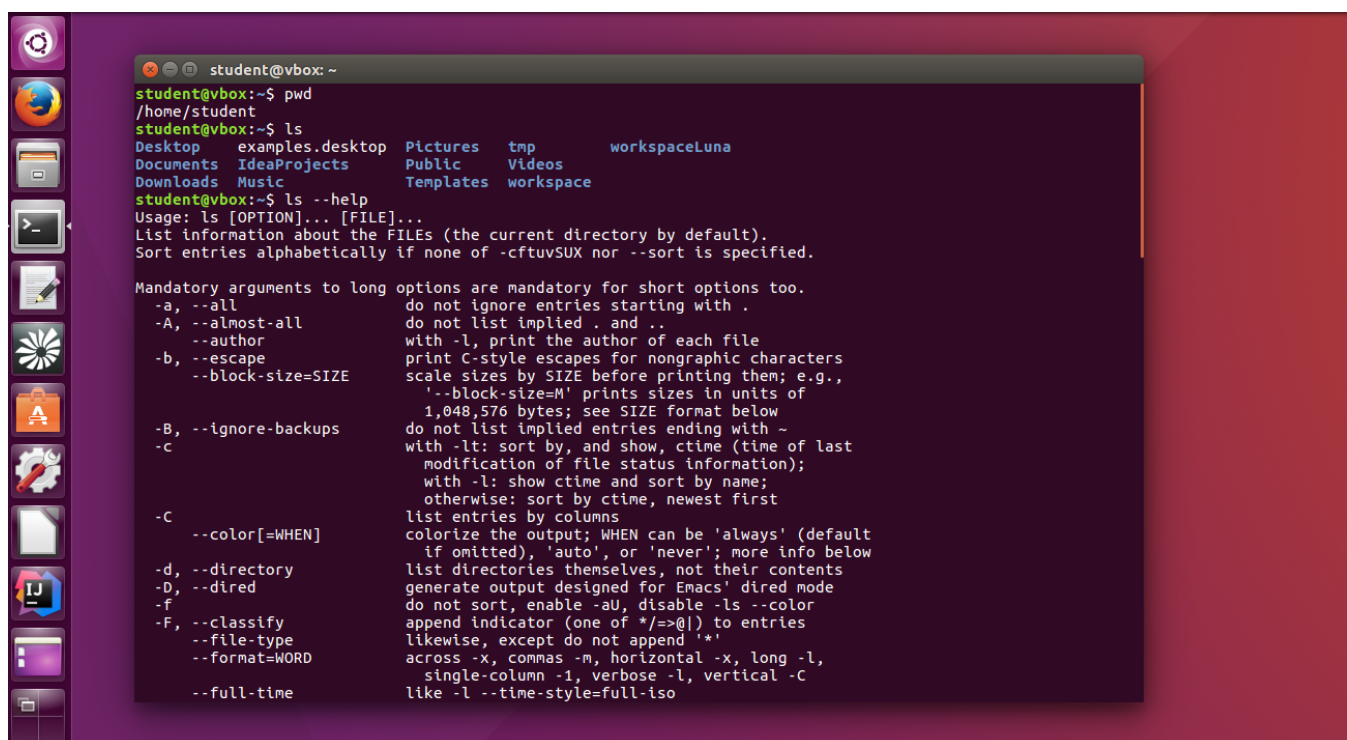 student@vbox: ~
student@vbox:~$ pwd
/home/student
student@vbox:~$ ls
Desktop    examples.desktop  Pictures   tmp        workspaceLuna
Documents  IdeaProjects      Public     Videos
Downloads  Music             Templates  workspace
student@vbox:~$ ls --help
Usage: ls [OPTION]... [FILE]...
List information about the FILEs (the current directory by default).
Sort entries alphabetically if none of -cftuvSUX nor --sort is specified.

Mandatory arguments to long options are mandatory for short options too.
  -a, --all                  do not ignore entries starting with .
  -A, --almost-all           do not list implied . and ..
      --author               with -l, print the author of each file
  -b, --escape               print C-style escapes for nongraphic characters
      --block-size=SIZE      scale sizes by SIZE before printing them; e.g.,
                               '--block-size=M' prints sizes in units of
                               1,048,576 bytes; see SIZE format below
  -B, --ignore-backups       do not list implied entries ending with ~
  -c                         with -lt: sort by, and show, ctime (time of last
                               modification of file status information);
                               with -l: show ctime and sort by name;
                               otherwise: sort by ctime, newest first
  -C                         list entries by columns
      --color[=WHEN]         colorize the output; WHEN can be 'always' (default
                               if omitted), 'auto', or 'never'; more info below
  -d, --directory            list directories themselves, not their contents
  -D, --dired                generate output designed for Emacs' dired mode
  -f                         do not sort, enable -aU, disable -ls --color
  -F, --classify             append indicator (one of */=>@|) to entries
      --file-type            likewise, except do not append '*'
      --format=WORD          across -x, commas -m, horizontal -x, long -l,
                               single-column -1, verbose -l, vertical -C
      --full-time            like -l --time-style=full-iso
IJ